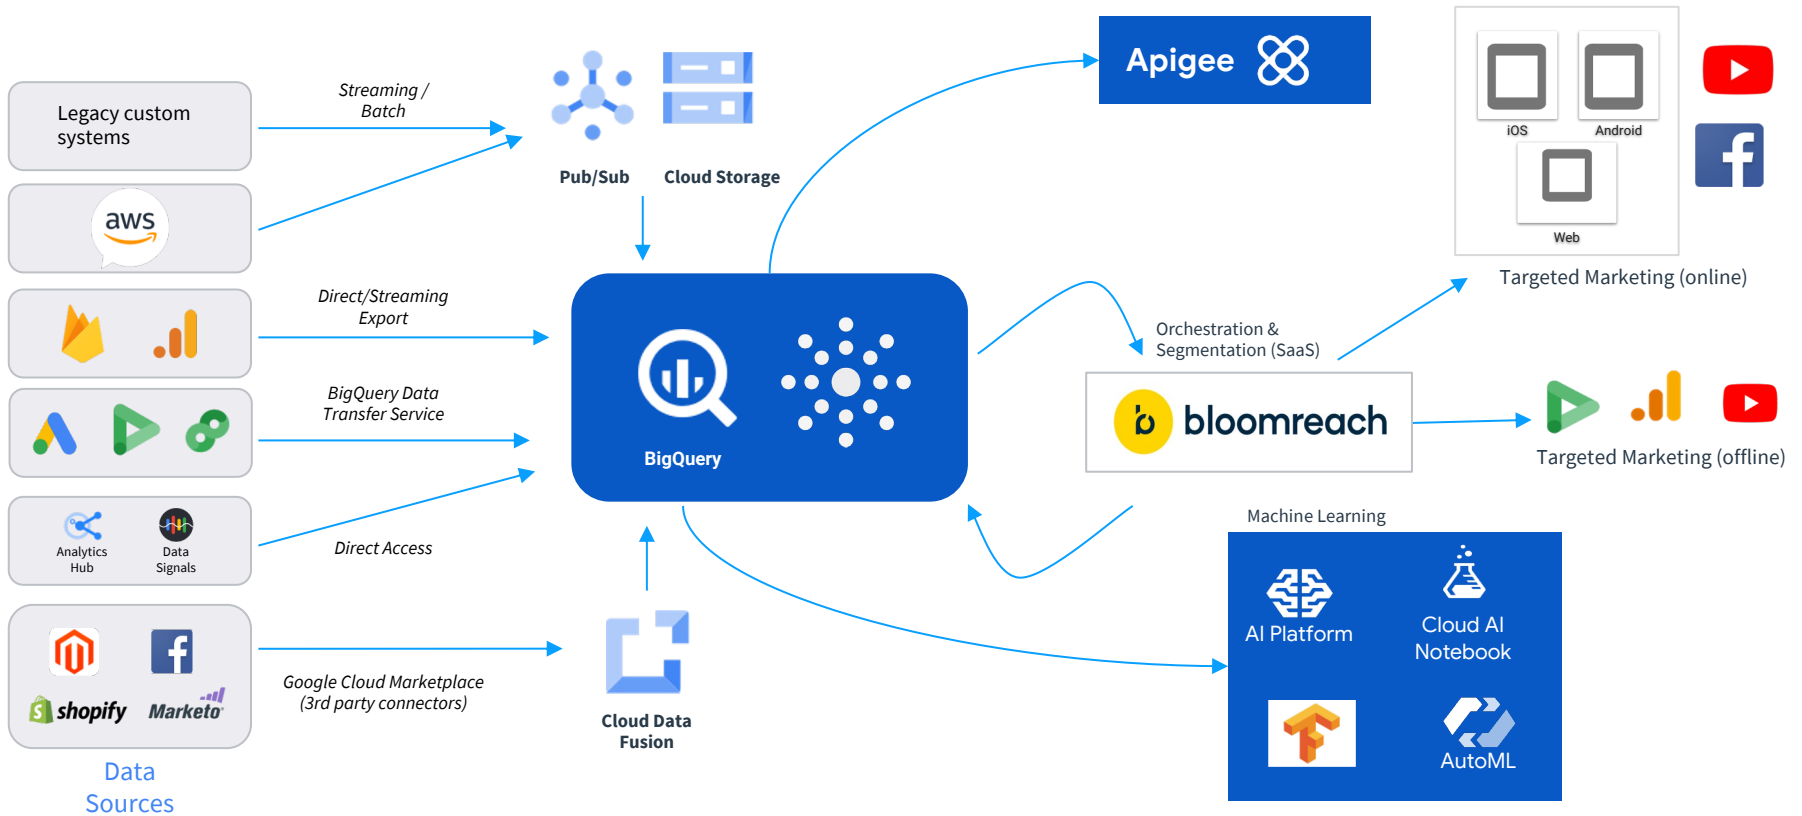 Legacy custom
systems
aws
Analytics
Hub
Data
Signals
shopify
Marketo
Data
Sources
Streaming /
Batch
Direct/Streaming
Export
BigQuery Data
Transfer Service
Direct Access
Google Cloud Marketplace
(3rd party connectors)
Pub/Sub
Cloud Storage
BigQuery
Cloud Data
Fusion
Apigee
Orchestration &
Segmentation (SaaS)
bloomreach
iOS
Android
Web
Targeted Marketing (online)
Targeted Marketing (offline)
Machine Learning
AI Platform
Cloud AI
Notebook
AutoML